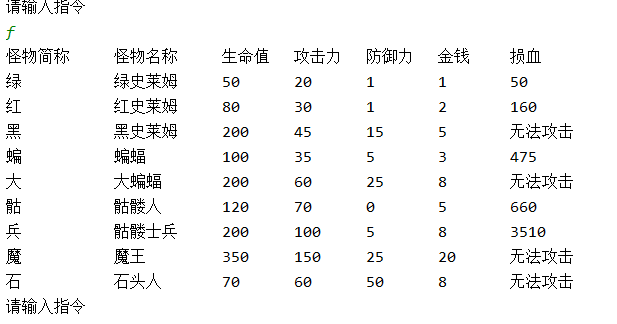 请输入指令
f
怪物简称 怪物名称 生命值 攻击力 防御力 金钱 损血
绿 绿史莱姆 50 20 1 1 50
红 红史莱姆 80 30 1 2 160
黑 黑史莱姆 200 45 15 5 无法攻击
蝙 蝙蝠 100 35 5 3 475
大 大蝙蝠 200 60 25 8 无法攻击
骷 骷髅人 120 70 0 5 660
兵 骷髅士兵 200 100 5 8 3510
魔 魔王 350 150 25 20 无法攻击
石 石头人 70 60 50 8 无法攻击
请输入指令